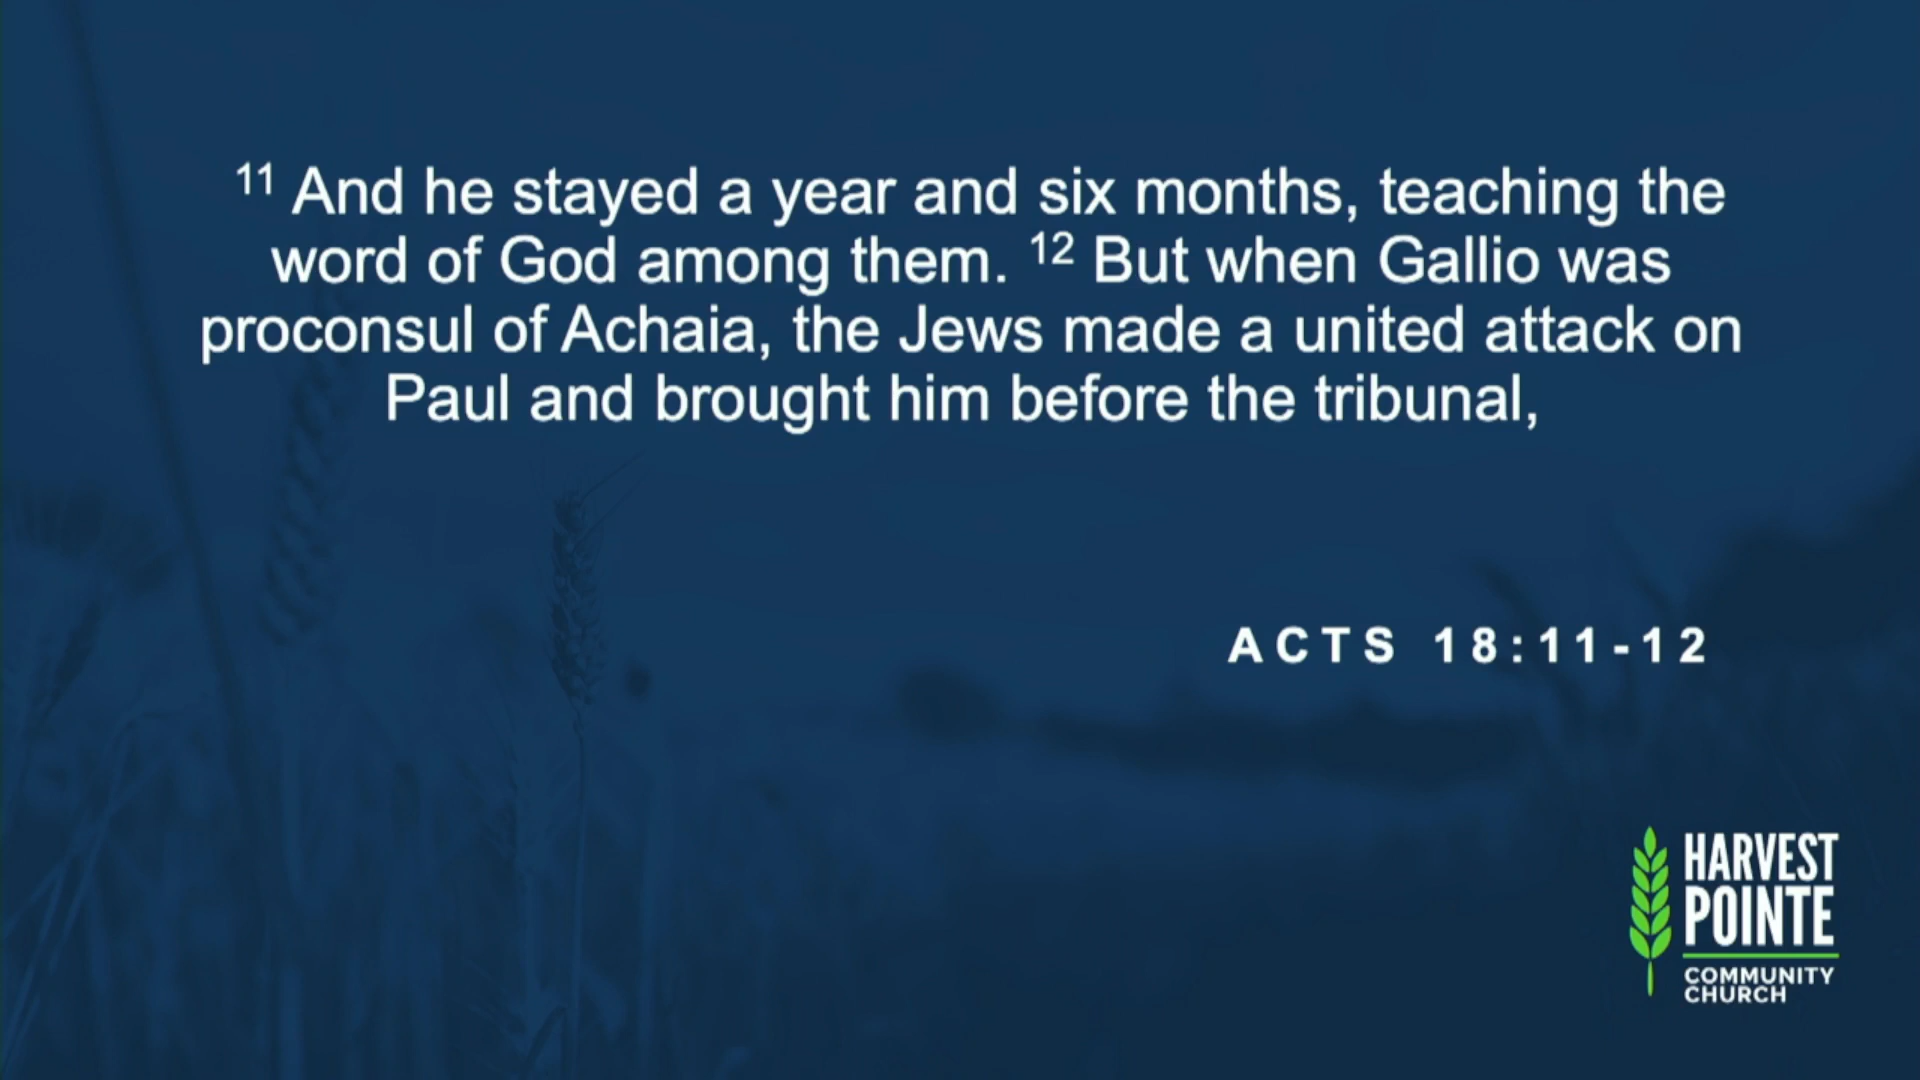 11 And he stayed a year and six months, teaching the
word of God among them. 12 But when Gallio was
proconsul of Achaia, the Jews made a united attack on
Paul and brought him before the tribunal,
ACTS 18:11-12
HARVEST
POINTE
COMMUNITY
CHURCH